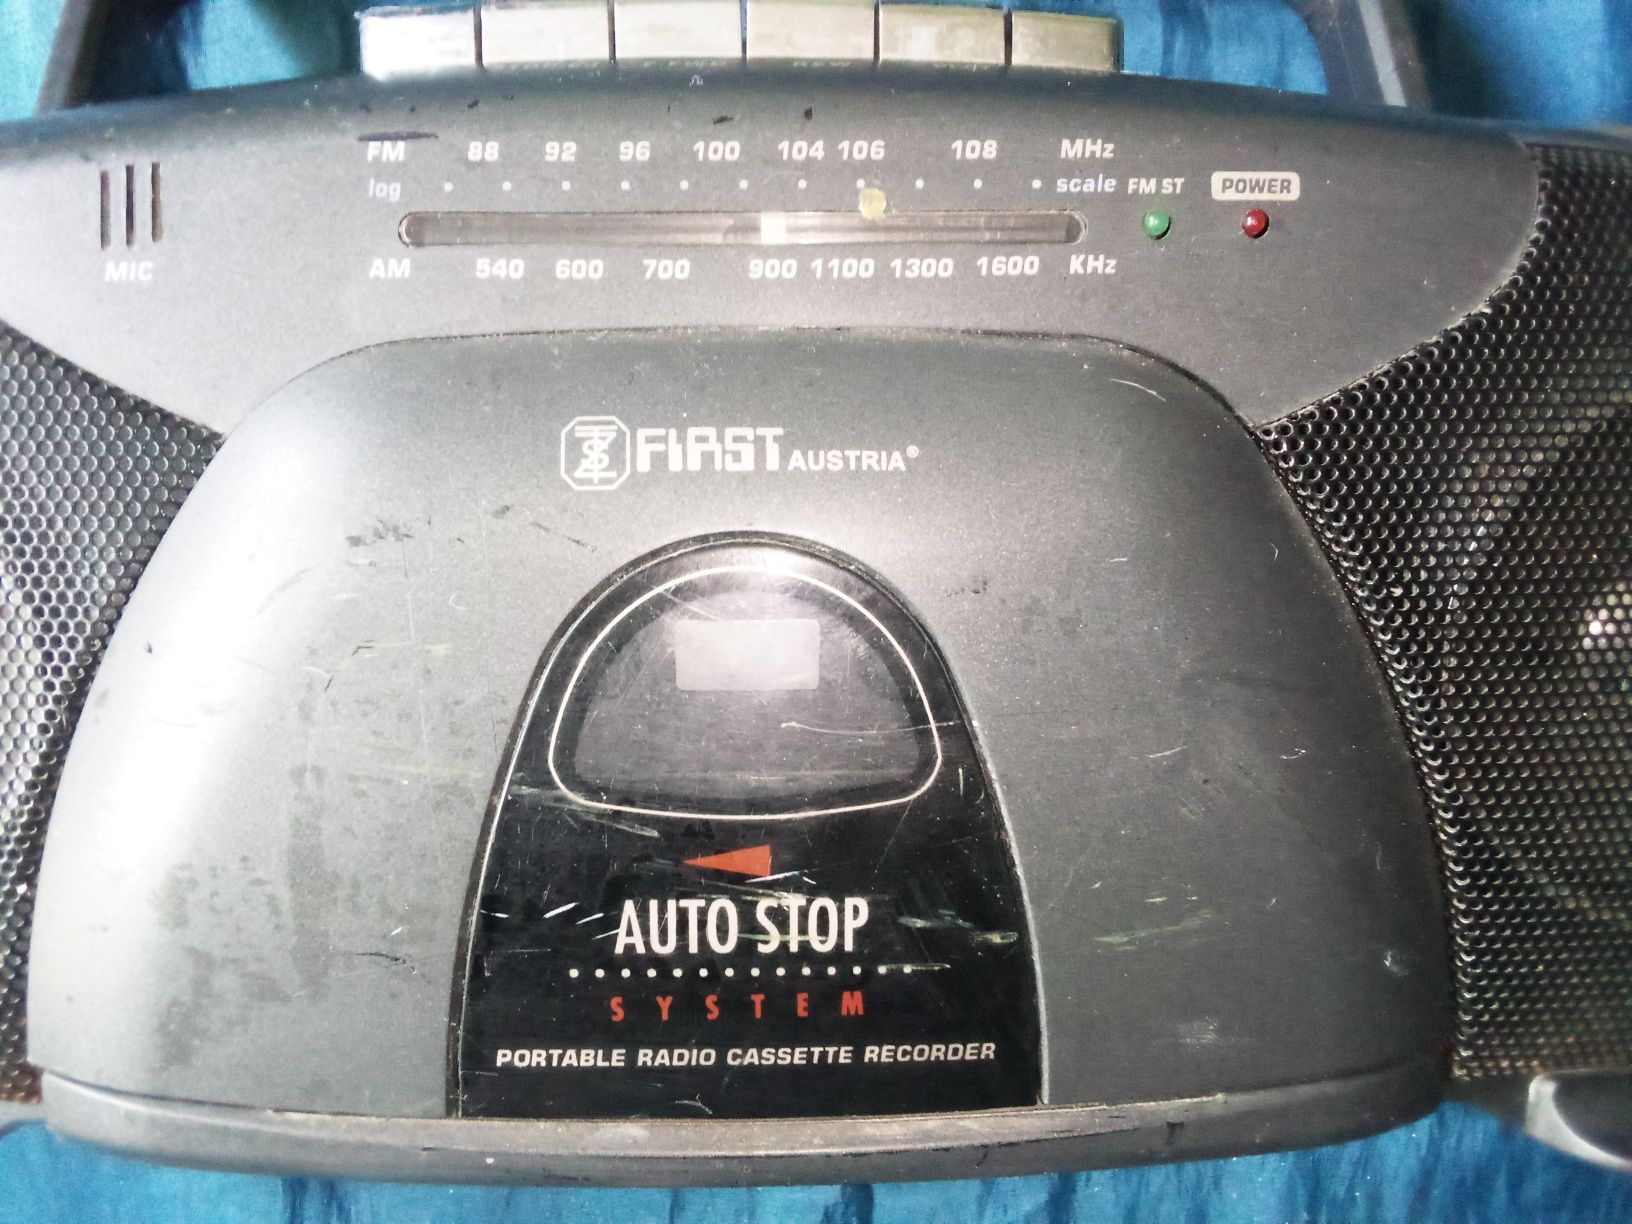 FM 88 92 96 100 104 106 108 MHz
log scale FM ST POWER
MIC
AM 540 600 700 900 1100 1300 1600 KHz
FIRST AUSTRIA®
AUTO STOP
SYSTEM
PORTABLE RADIO CASSETTE RECORDER